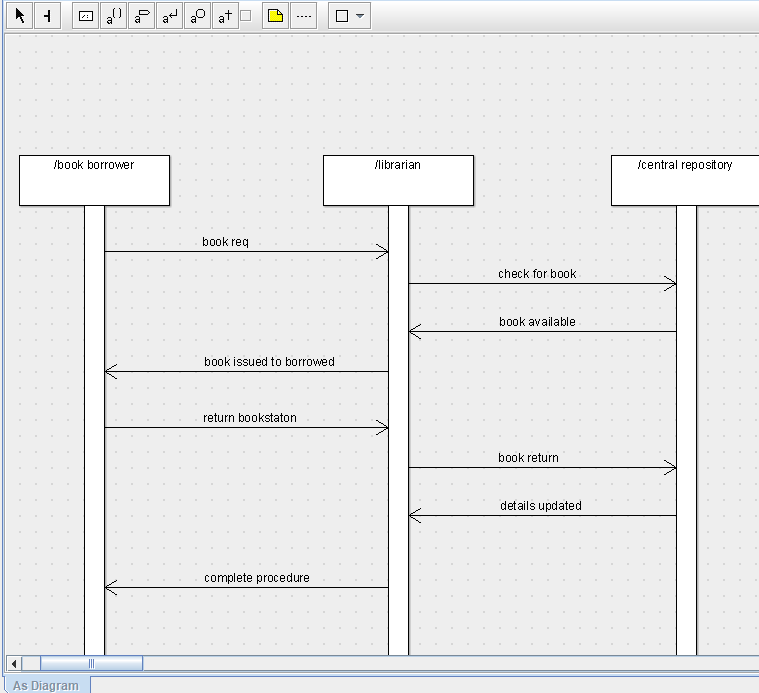 a() a a↵ aO a†
/book borrower
/librarian
/central repository
book req
check for book
book available
book issued to borrowed
return bookstaton
book return
details updated
complete procedure
As Diagram